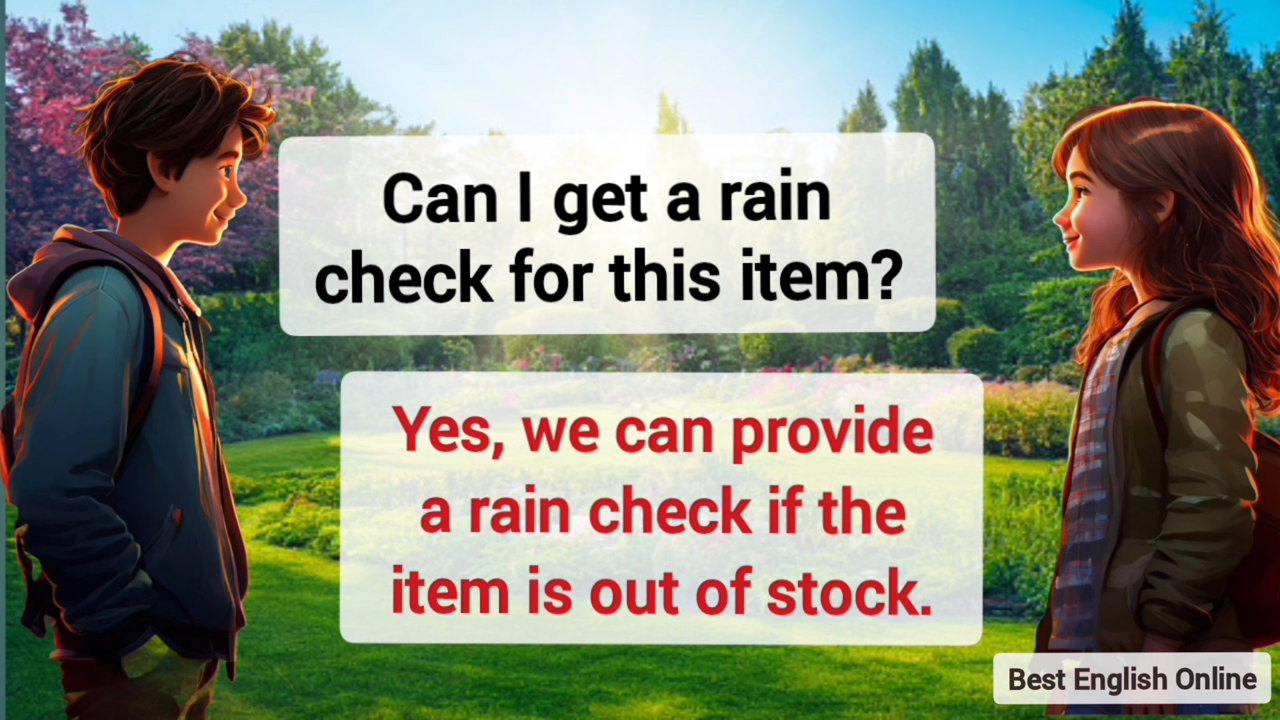 Can I get a rain
check for this item?
Yes, we can provide
a rain check if the
item is out of stock.
Best English Online